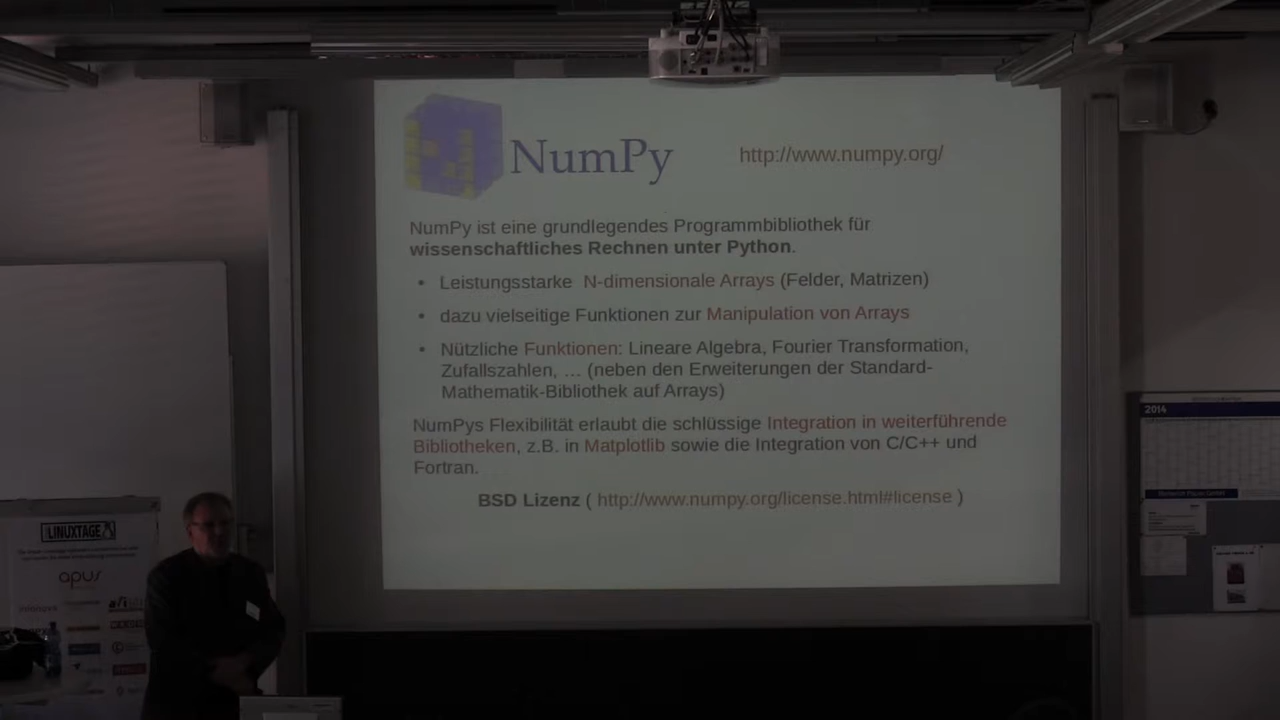 NumPy
http://www.numpy.org/
NumPy ist eine grundlegendes Programmbibliothek für
wissenschaftliches Rechnen unter Python.
• Leistungsstarke N-dimensionale Arrays (Felder, Matrizen)
• dazu vielseitige Funktionen zur Manipulation von Arrays
• Nützliche Funktionen: Lineare Algebra, Fourier Transformation,
Zufallszahlen, … (neben den Erweiterungen der Standard-
Mathematik-Bibliothek auf Arrays)
NumPys Flexibilität erlaubt die schlüssige Integration in weiterführende
Bibliotheken, z.B. in Matplotlib sowie die Integration von C/C++ und
Fortran.
BSD Lizenz ( http://www.numpy.org/license.html#license )
2014
LINUXTAGE
apus